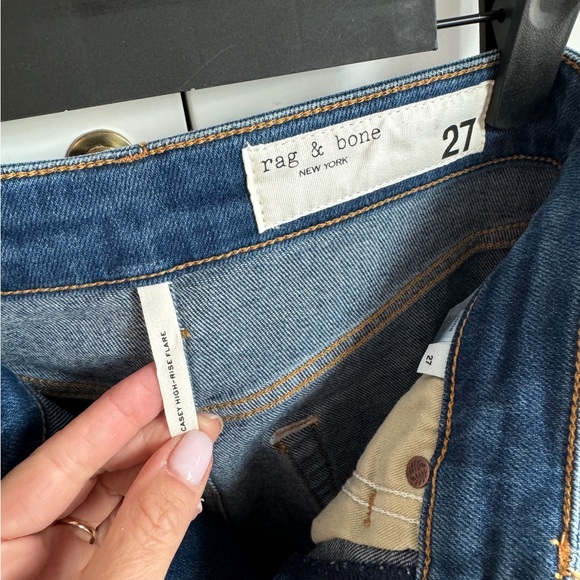 rag & bone
NEW YORK
27
CASEY HIGH-RISE FLARE
27